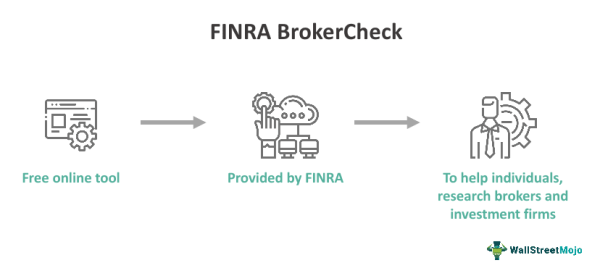 FINRA BrokerCheck
Free online tool
Provided by FINRA
To help individuals,
research brokers and
investment firms
WallStreetMojo